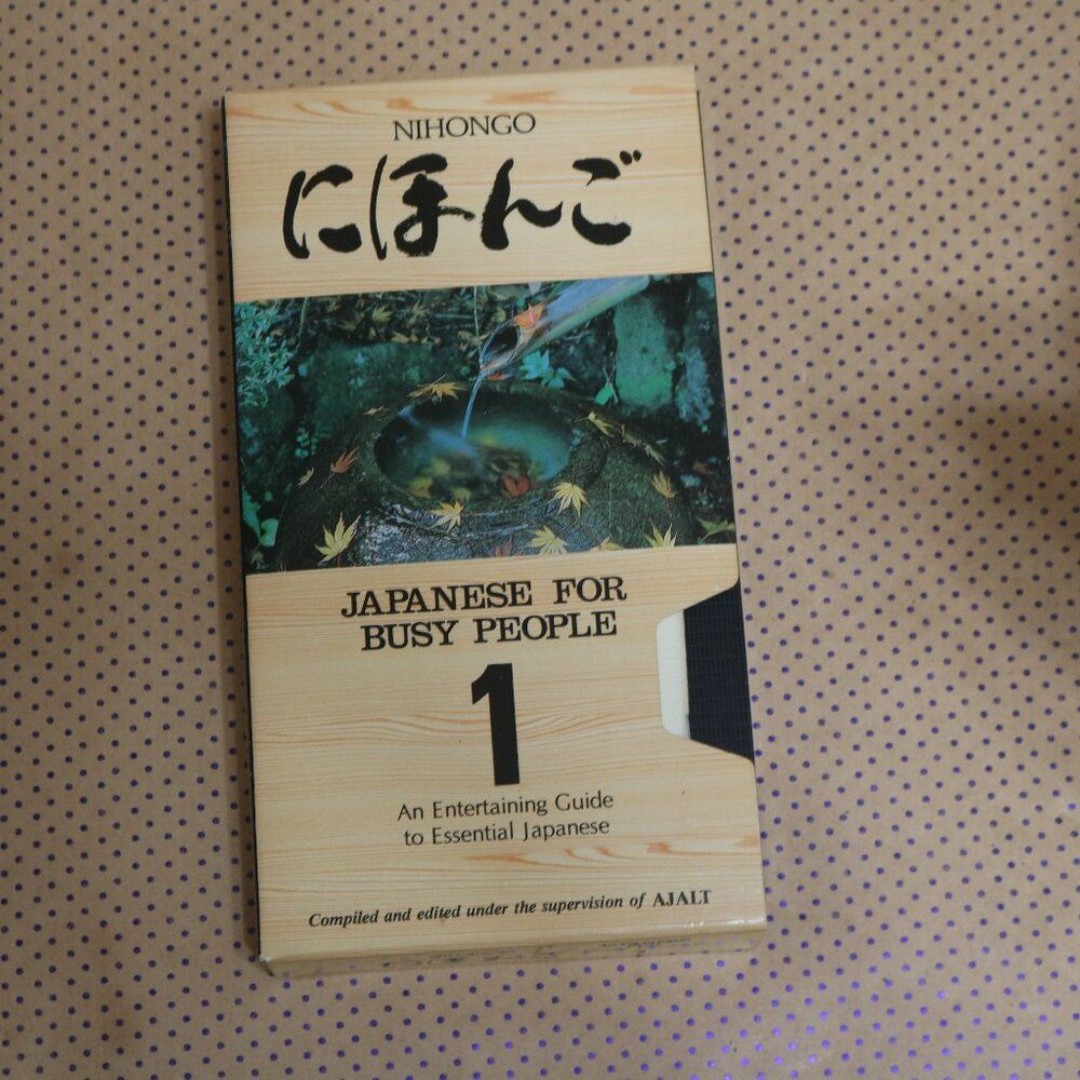 NIHONGO
にほんご
JAPANESE FOR
BUSY PEOPLE
1
An Entertaining Guide
to Essential Japanese
Compiled and edited under the supervision of AJALT